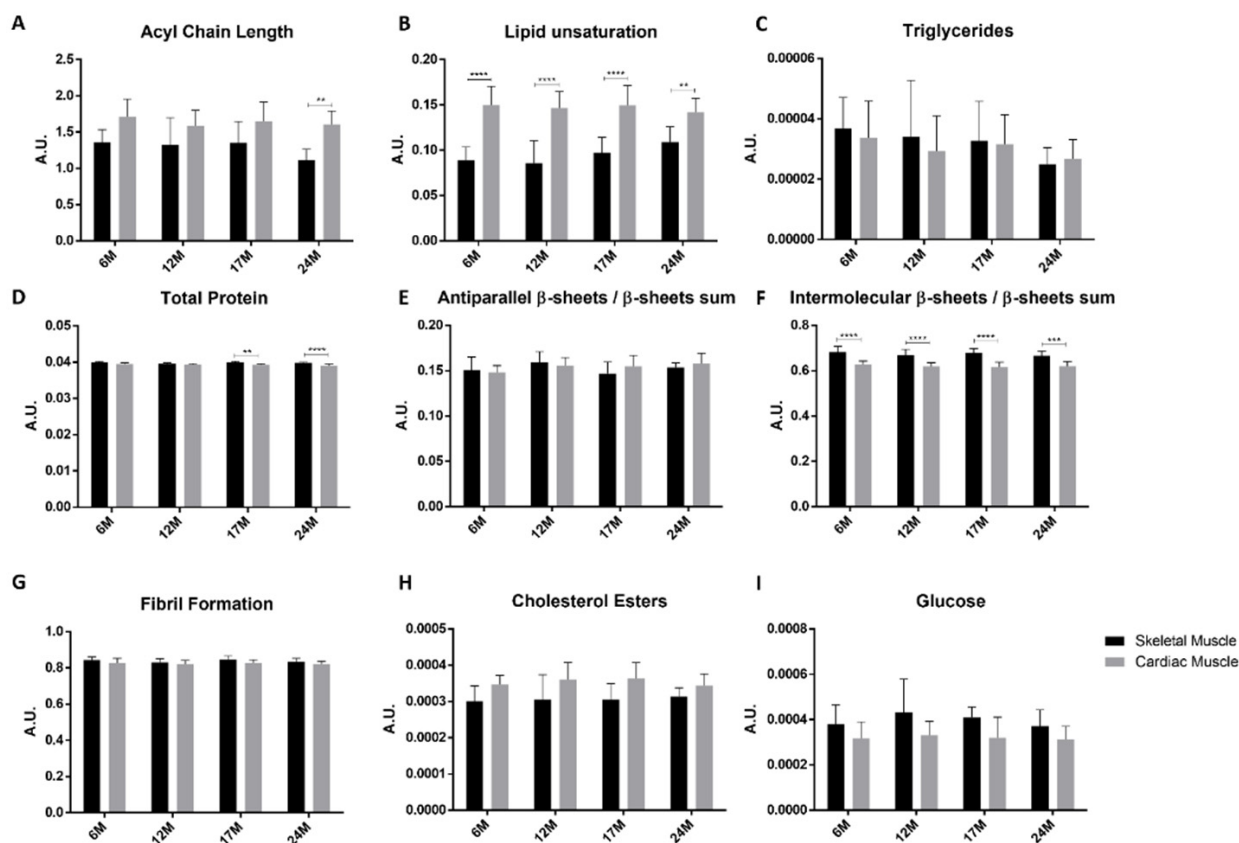 A
Acyl Chain Length
2.5
2.0
1.5
1.0
0.5
0.0
A.U.
**
6M
12M
17M
24M
B
Lipid unsaturation
0.20
0.15
0.10
0.05
0.00
A.U.
****
****
****
**
6M
12M
17M
24M
C
Triglycerides
0.00006
0.00004
0.00002
0.00000
A.U.
6M
12M
17M
24M
D
Total Protein
0.05
0.04
0.03
0.02
0.01
0.00
A.U.
**
****
6M
12M
17M
24M
E
Antiparallel β-sheets / β-sheets sum
0.20
0.15
0.10
0.05
0.00
A.U.
6M
12M
17M
24M
F
Intermolecular β-sheets / β-sheets sum
0.8
0.6
0.4
0.2
0.0
A.U.
****
****
****
***
6M
12M
17M
24M
G
Fibril Formation
1.0
0.8
0.6
0.4
0.2
0.0
A.U.
6M
12M
17M
24M
H
Cholesterol Esters
0.0005
0.0004
0.0003
0.0002
0.0001
0.0000
A.U.
6M
12M
17M
24M
I
Glucose
0.0008
0.0006
0.0004
0.0002
0.0000
A.U.
6M
12M
17M
24M
Skeletal Muscle
Cardiac Muscle